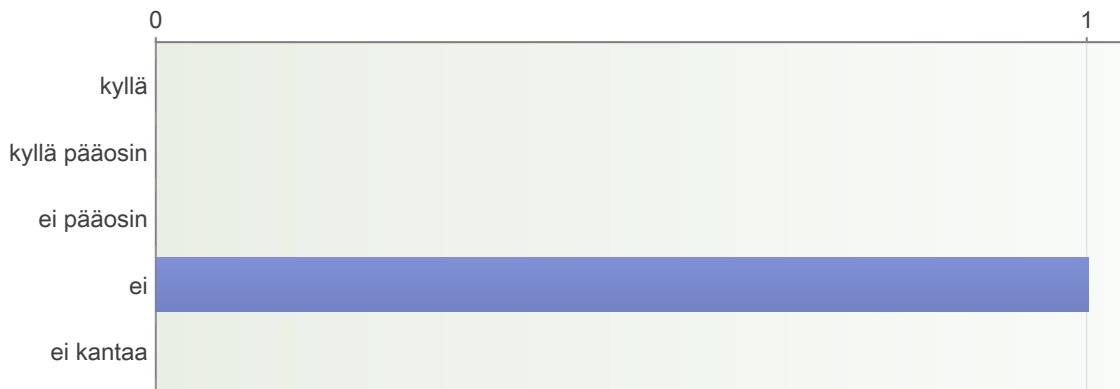 0 1
kyllä
kyllä pääosin
ei pääosin
ei
ei kantaa